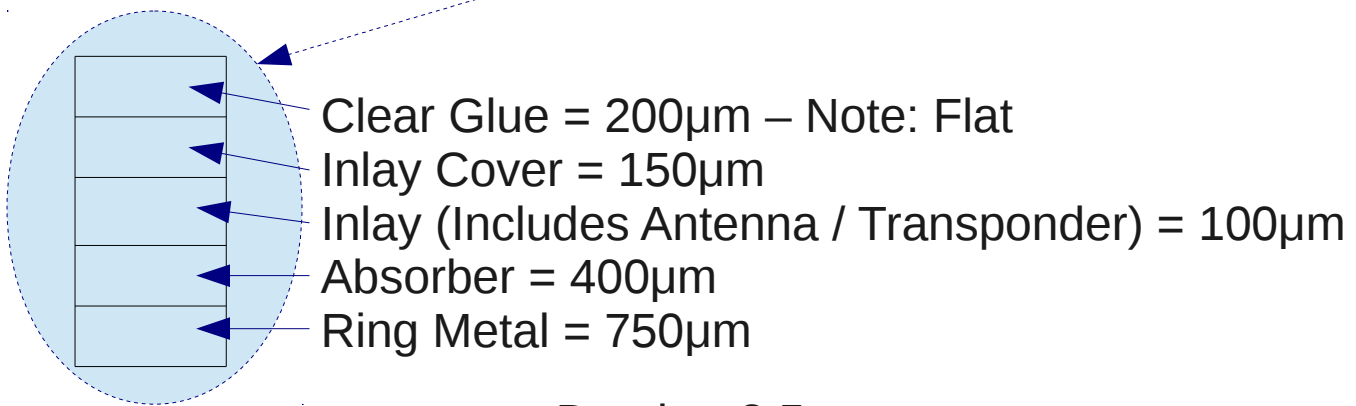 Clear Glue = 200μm – Note: Flat
Inlay Cover = 150μm
Inlay (Includes Antenna / Transponder) = 100μm
Absorber = 400μm
Ring Metal = 750μm